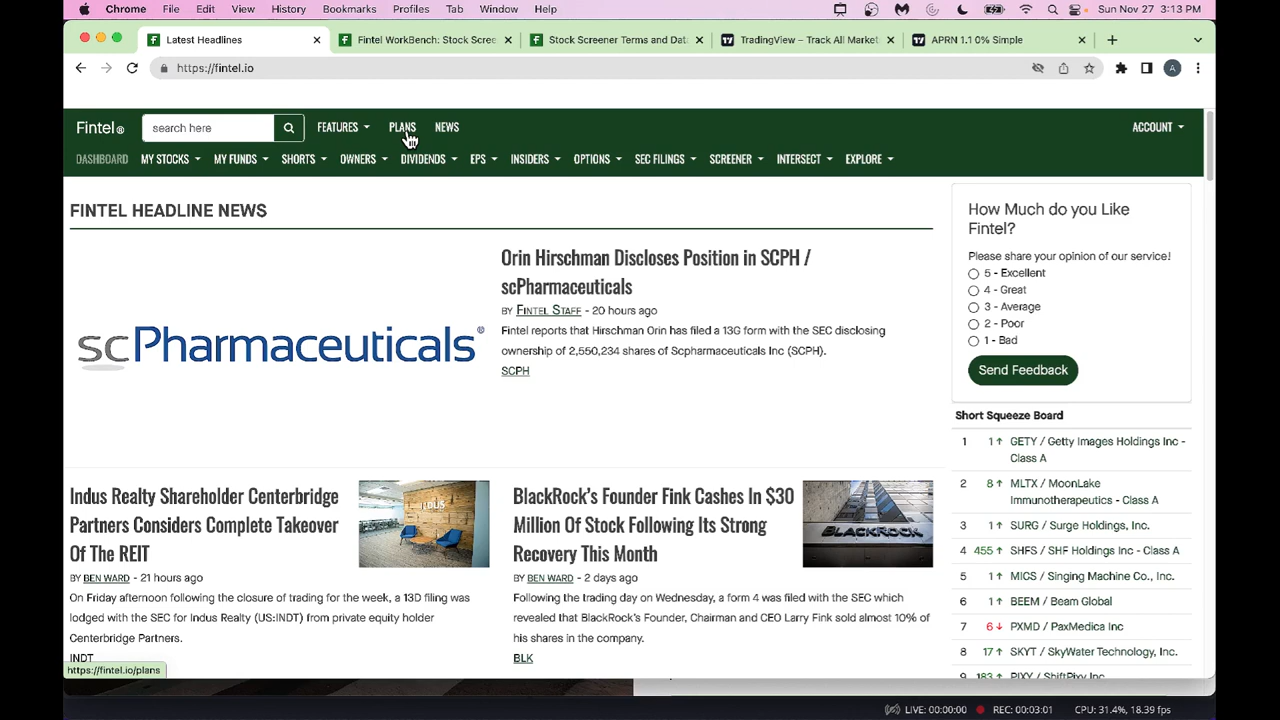 Chrome File Edit View History Bookmarks Profiles Tab Window Help Sun Nov 27 3:13 PM
Latest Headlines Fintel WorkBench: Stock Scree Stock Screener Terms and Data TradingView – Track All Market APRN 1.1 0% Simple
https://fintel.io A
Fintel® search here FEATURES PLANS NEWS ACCOUNT
DASHBOARD MY STOCKS MY FUNDS SHORTS OWNERS DIVIDENDS EPS INSIDERS OPTIONS SEC FILINGS SCREENER INTERSECT EXPLORE
FINTEL HEADLINE NEWS
scPharmaceuticals®
Orin Hirschman Discloses Position in SCPH /
scPharmaceuticals
BY FINTEL STAFF - 20 hours ago
Fintel reports that Hirschman Orin has filed a 13G form with the SEC disclosing
ownership of 2,550,234 shares of Scpharmaceuticals Inc (SCPH).
SCPH
Indus Realty Shareholder Centerbridge
Partners Considers Complete Takeover
Of The REIT
BY BEN WARD - 21 hours ago
On Friday afternoon following the closure of trading for the week, a 13D filing was
lodged with the SEC for Indus Realty (US:INDT) from private equity holder
Centerbridge Partners.
INDT
INDUS
BlackRock's Founder Fink Cashes In $30
Million Of Stock Following Its Strong
Recovery This Month
BY BEN WARD - 2 days ago
Following the trading day on Wednesday, a form 4 was filed with the SEC which
revealed that BlackRock's Founder, Chairman and CEO Larry Fink sold almost 10% of
his shares in the company.
BLK
BLACKROCK
How Much do you Like
Fintel?
Please share your opinion of our service!
5 - Excellent
4 - Great
3 - Average
2 - Poor
1 - Bad
Send Feedback
Short Squeeze Board
1 1↑ GETY / Getty Images Holdings Inc -
Class A
2 8↑ MLTX / MoonLake
Immunotherapeutics - Class A
3 1↑ SURG / Surge Holdings, Inc.
4 455↑ SHFS / SHF Holdings Inc - Class A
5 1↑ MICS / Singing Machine Co., Inc.
6 1↑ BEEM / Beam Global
7 6↓ PXMD / PaxMedica Inc
8 17↑ SKYT / SkyWater Technology, Inc.
9 183↑ PIXY / ShiftPixy Inc.
https://fintel.io/plans
LIVE: 00:00:00 REC: 00:03:01 CPU: 31.4%, 18.39 fps